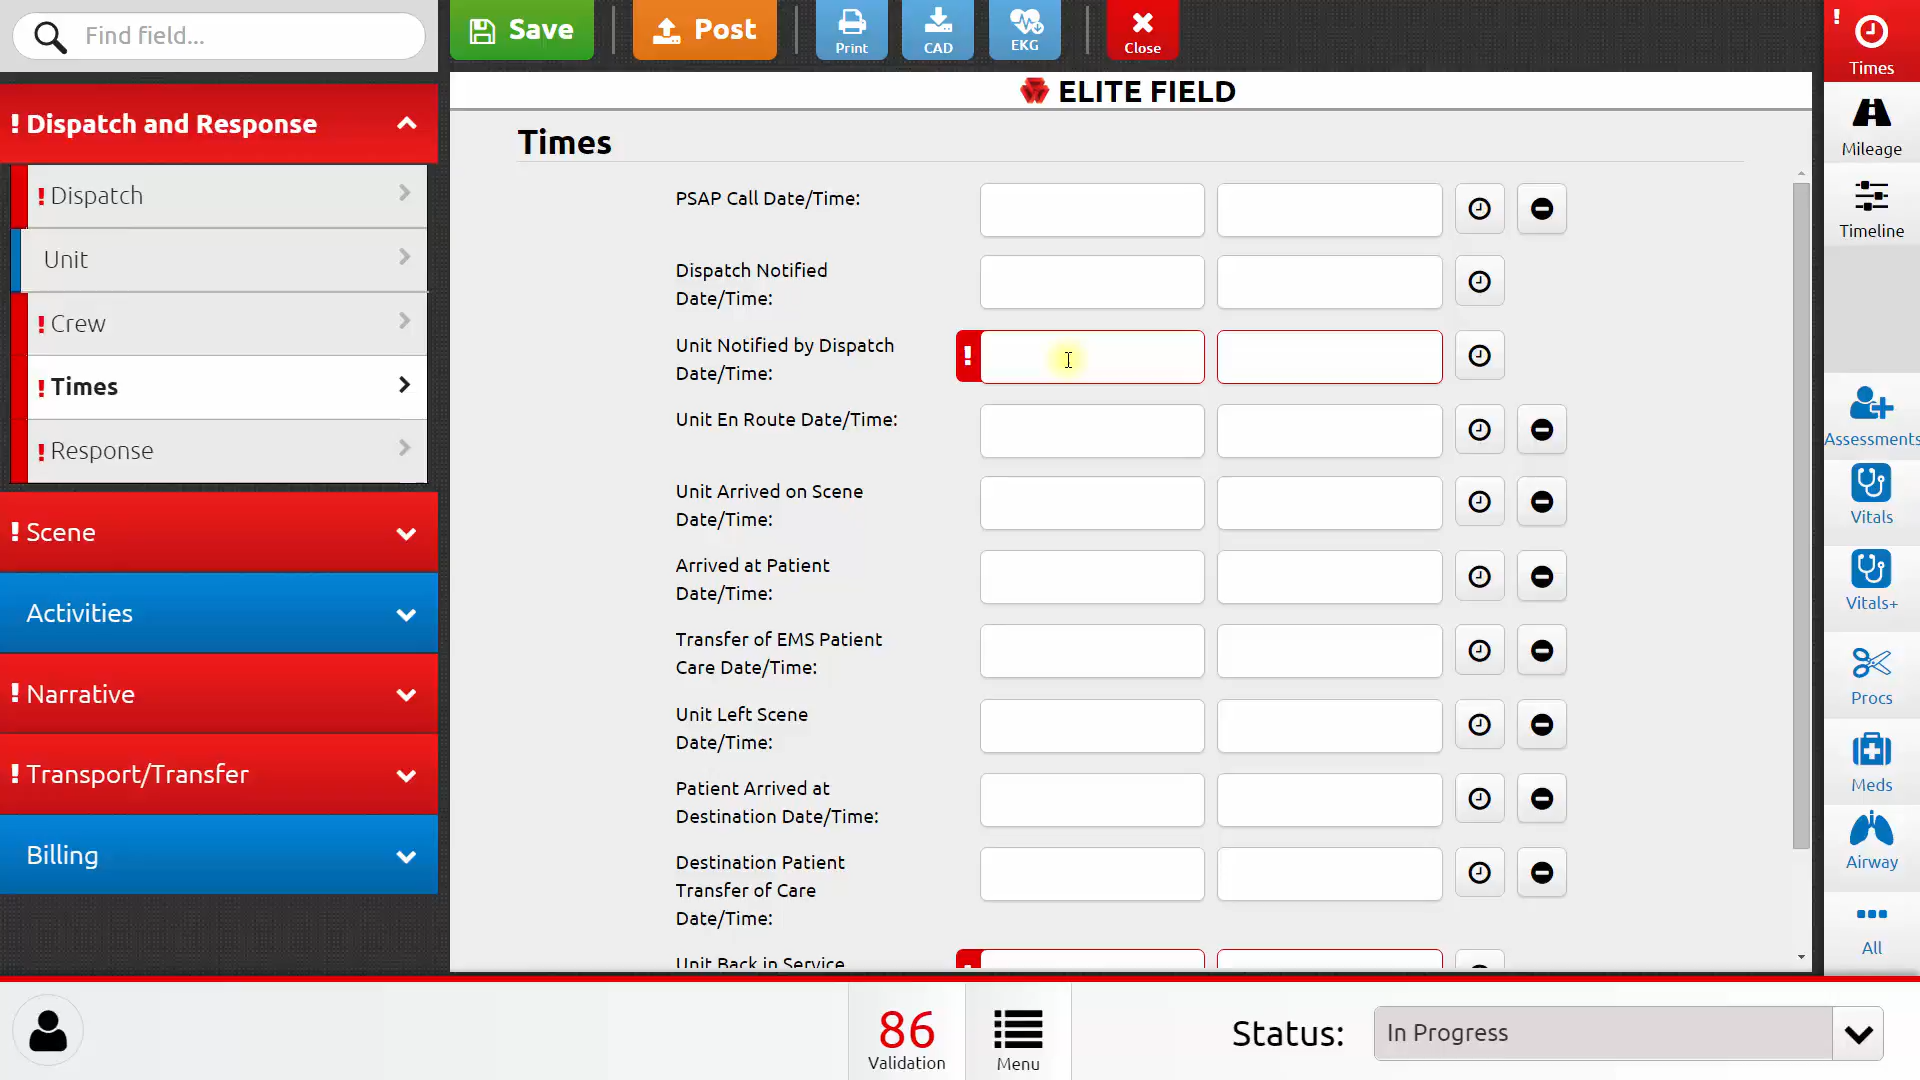 Find field...
Save
Post
Print
CAD
EKG
Close
! Times
ELITE FIELD
! Dispatch and Response
! Dispatch
Unit
! Crew
! Times
! Response
! Scene
Activities
! Narrative
! Transport/Transfer
Billing
Times
PSAP Call Date/Time:
Dispatch Notified
Date/Time:
Unit Notified by Dispatch
Date/Time:
!
Unit En Route Date/Time:
Unit Arrived on Scene
Date/Time:
Arrived at Patient
Date/Time:
Transfer of EMS Patient
Care Date/Time:
Unit Left Scene
Date/Time:
Patient Arrived at
Destination Date/Time:
Destination Patient
Transfer of Care
Date/Time:
Unit Back in Service
Mileage
Timeline
Assessments
Vitals
Vitals+
Procs
Meds
Airway
All
86
Validation
Menu
Status:
In Progress